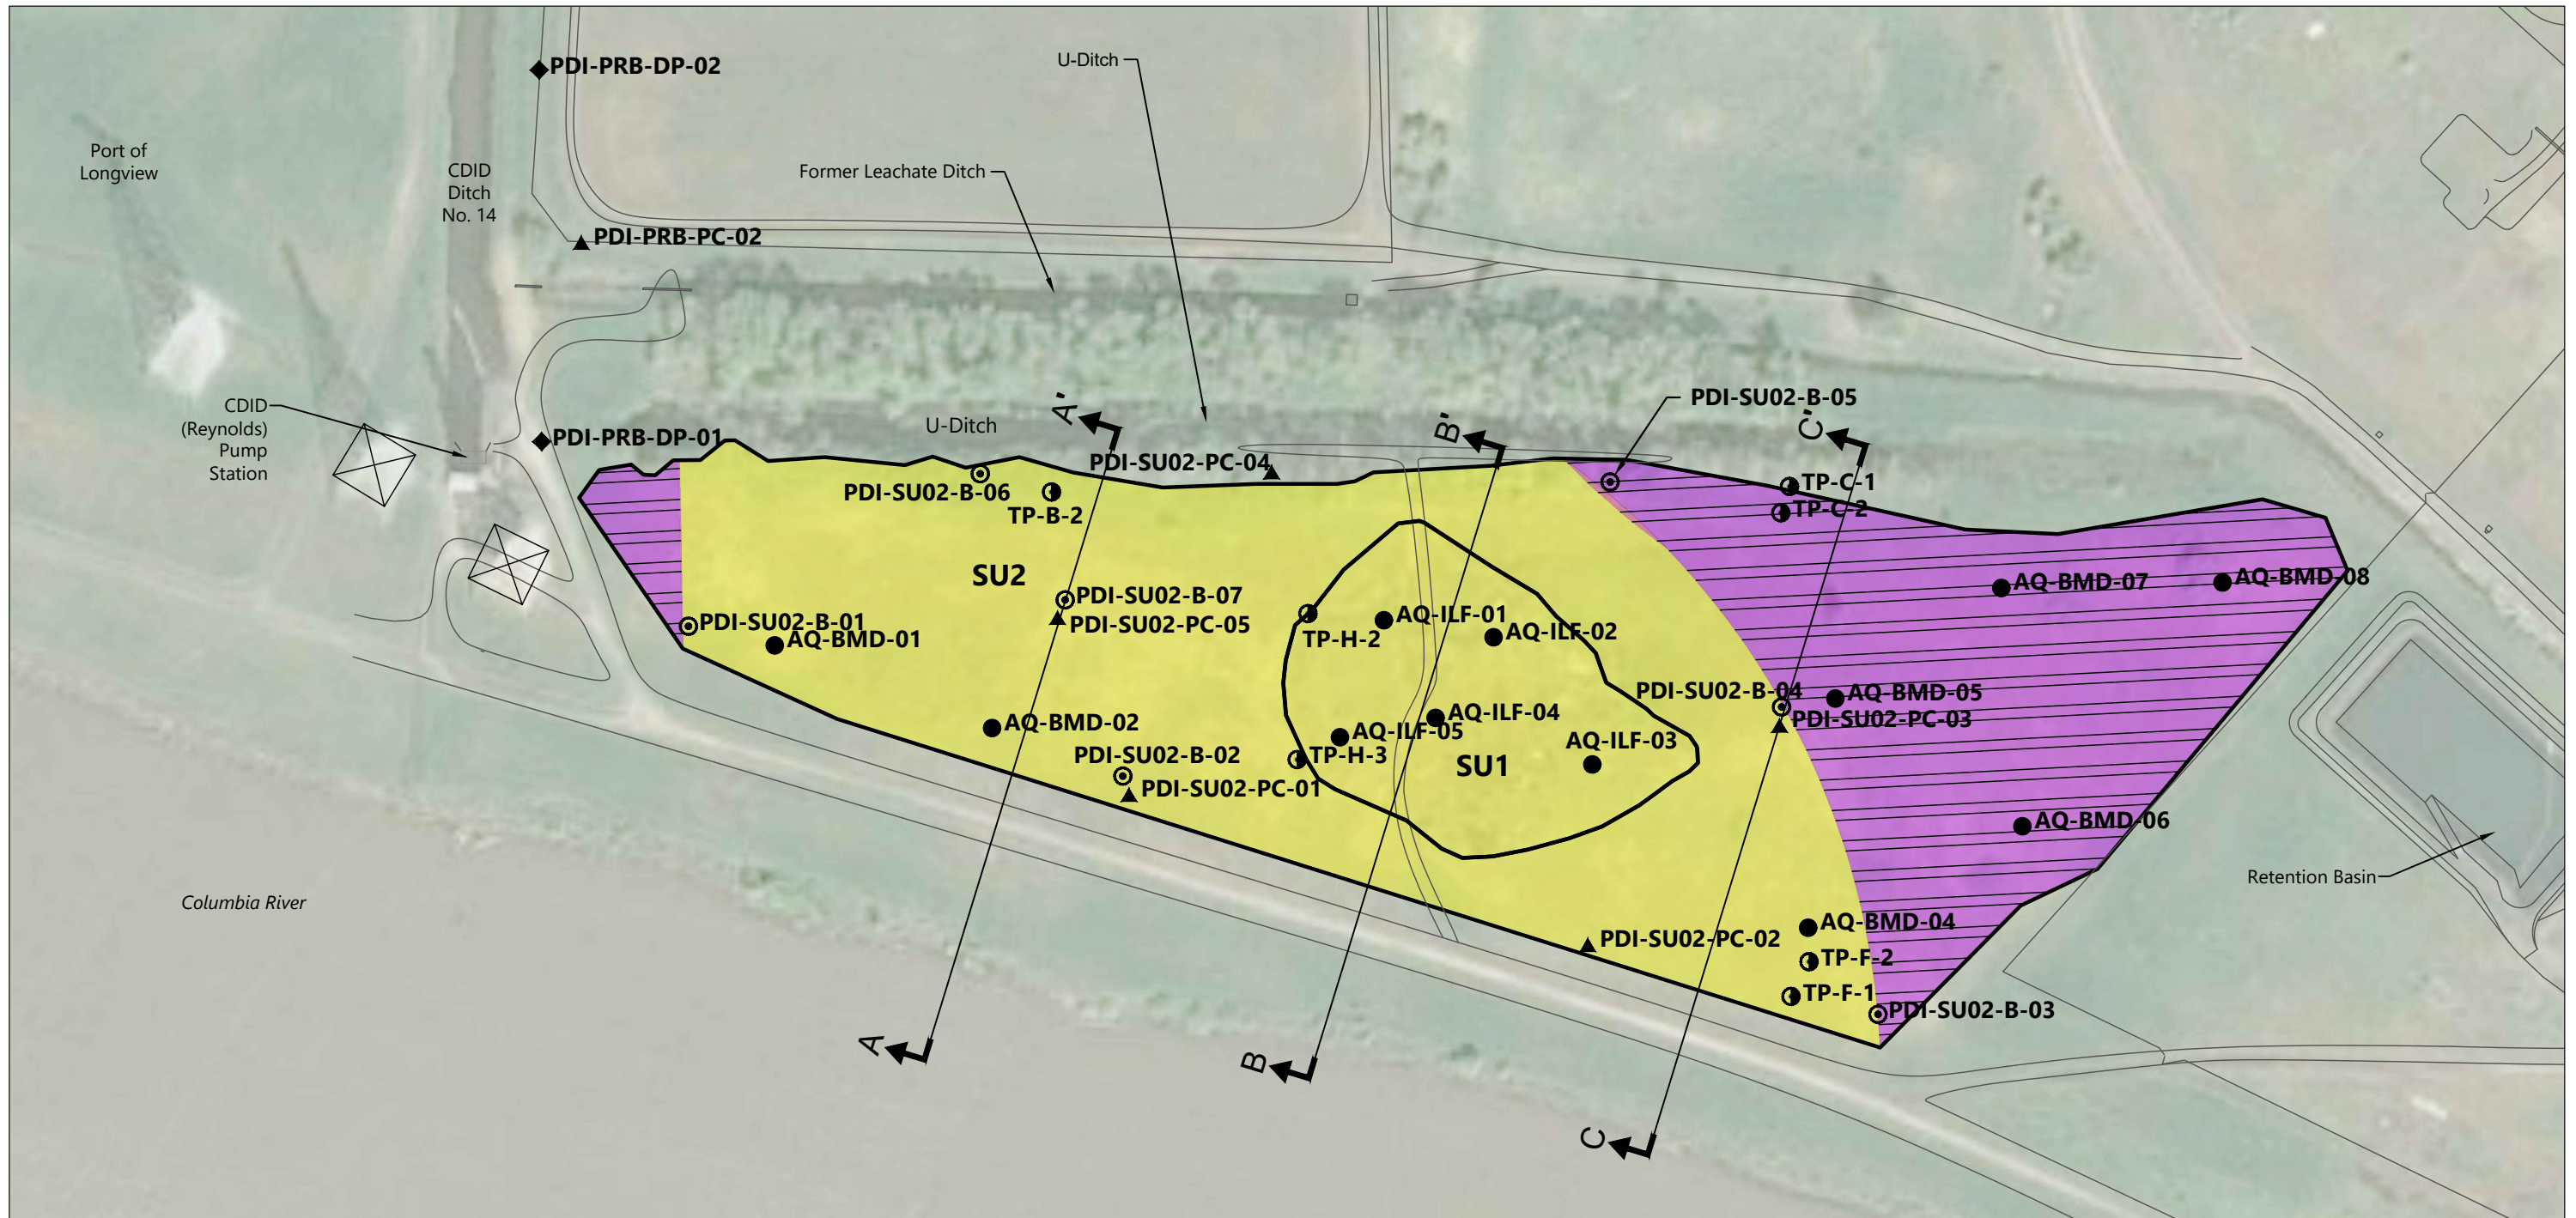 PDI-PRB-DP-02
U-Ditch
Port of
Longview
CDID
Ditch
No. 14
Former Leachate Ditch
PDI-PRB-PC-02
CDID
(Reynolds)
Pump
Station
PDI-PRB-DP-01
U-Ditch
A'
B'
C'
PDI-SU02-B-05
PDI-SU02-PC-04
PDI-SU02-B-06
TP-B-2
TP-C-1
TP-C-2
SU2
PDI-SU02-B-07
PDI-SU02-PC-05
PDI-SU02-B-01
AQ-BMD-01
TP-H-2
AQ-ILF-01
AQ-ILF-02
AQ-BMD-07
AQ-BMD-08
PDI-SU02-B-04
AQ-BMD-05
PDI-SU02-PC-03
AQ-BMD-02
AQ-ILF-04
AQ-ILF-05
AQ-ILF-03
PDI-SU02-B-02
TP-H-3
SU1
PDI-SU02-PC-01
AQ-BMD-06
Retention Basin
Columbia River
AQ-BMD-04
PDI-SU02-PC-02
TP-F-2
TP-F-1
PDI-SU02-B-03
A
B
C